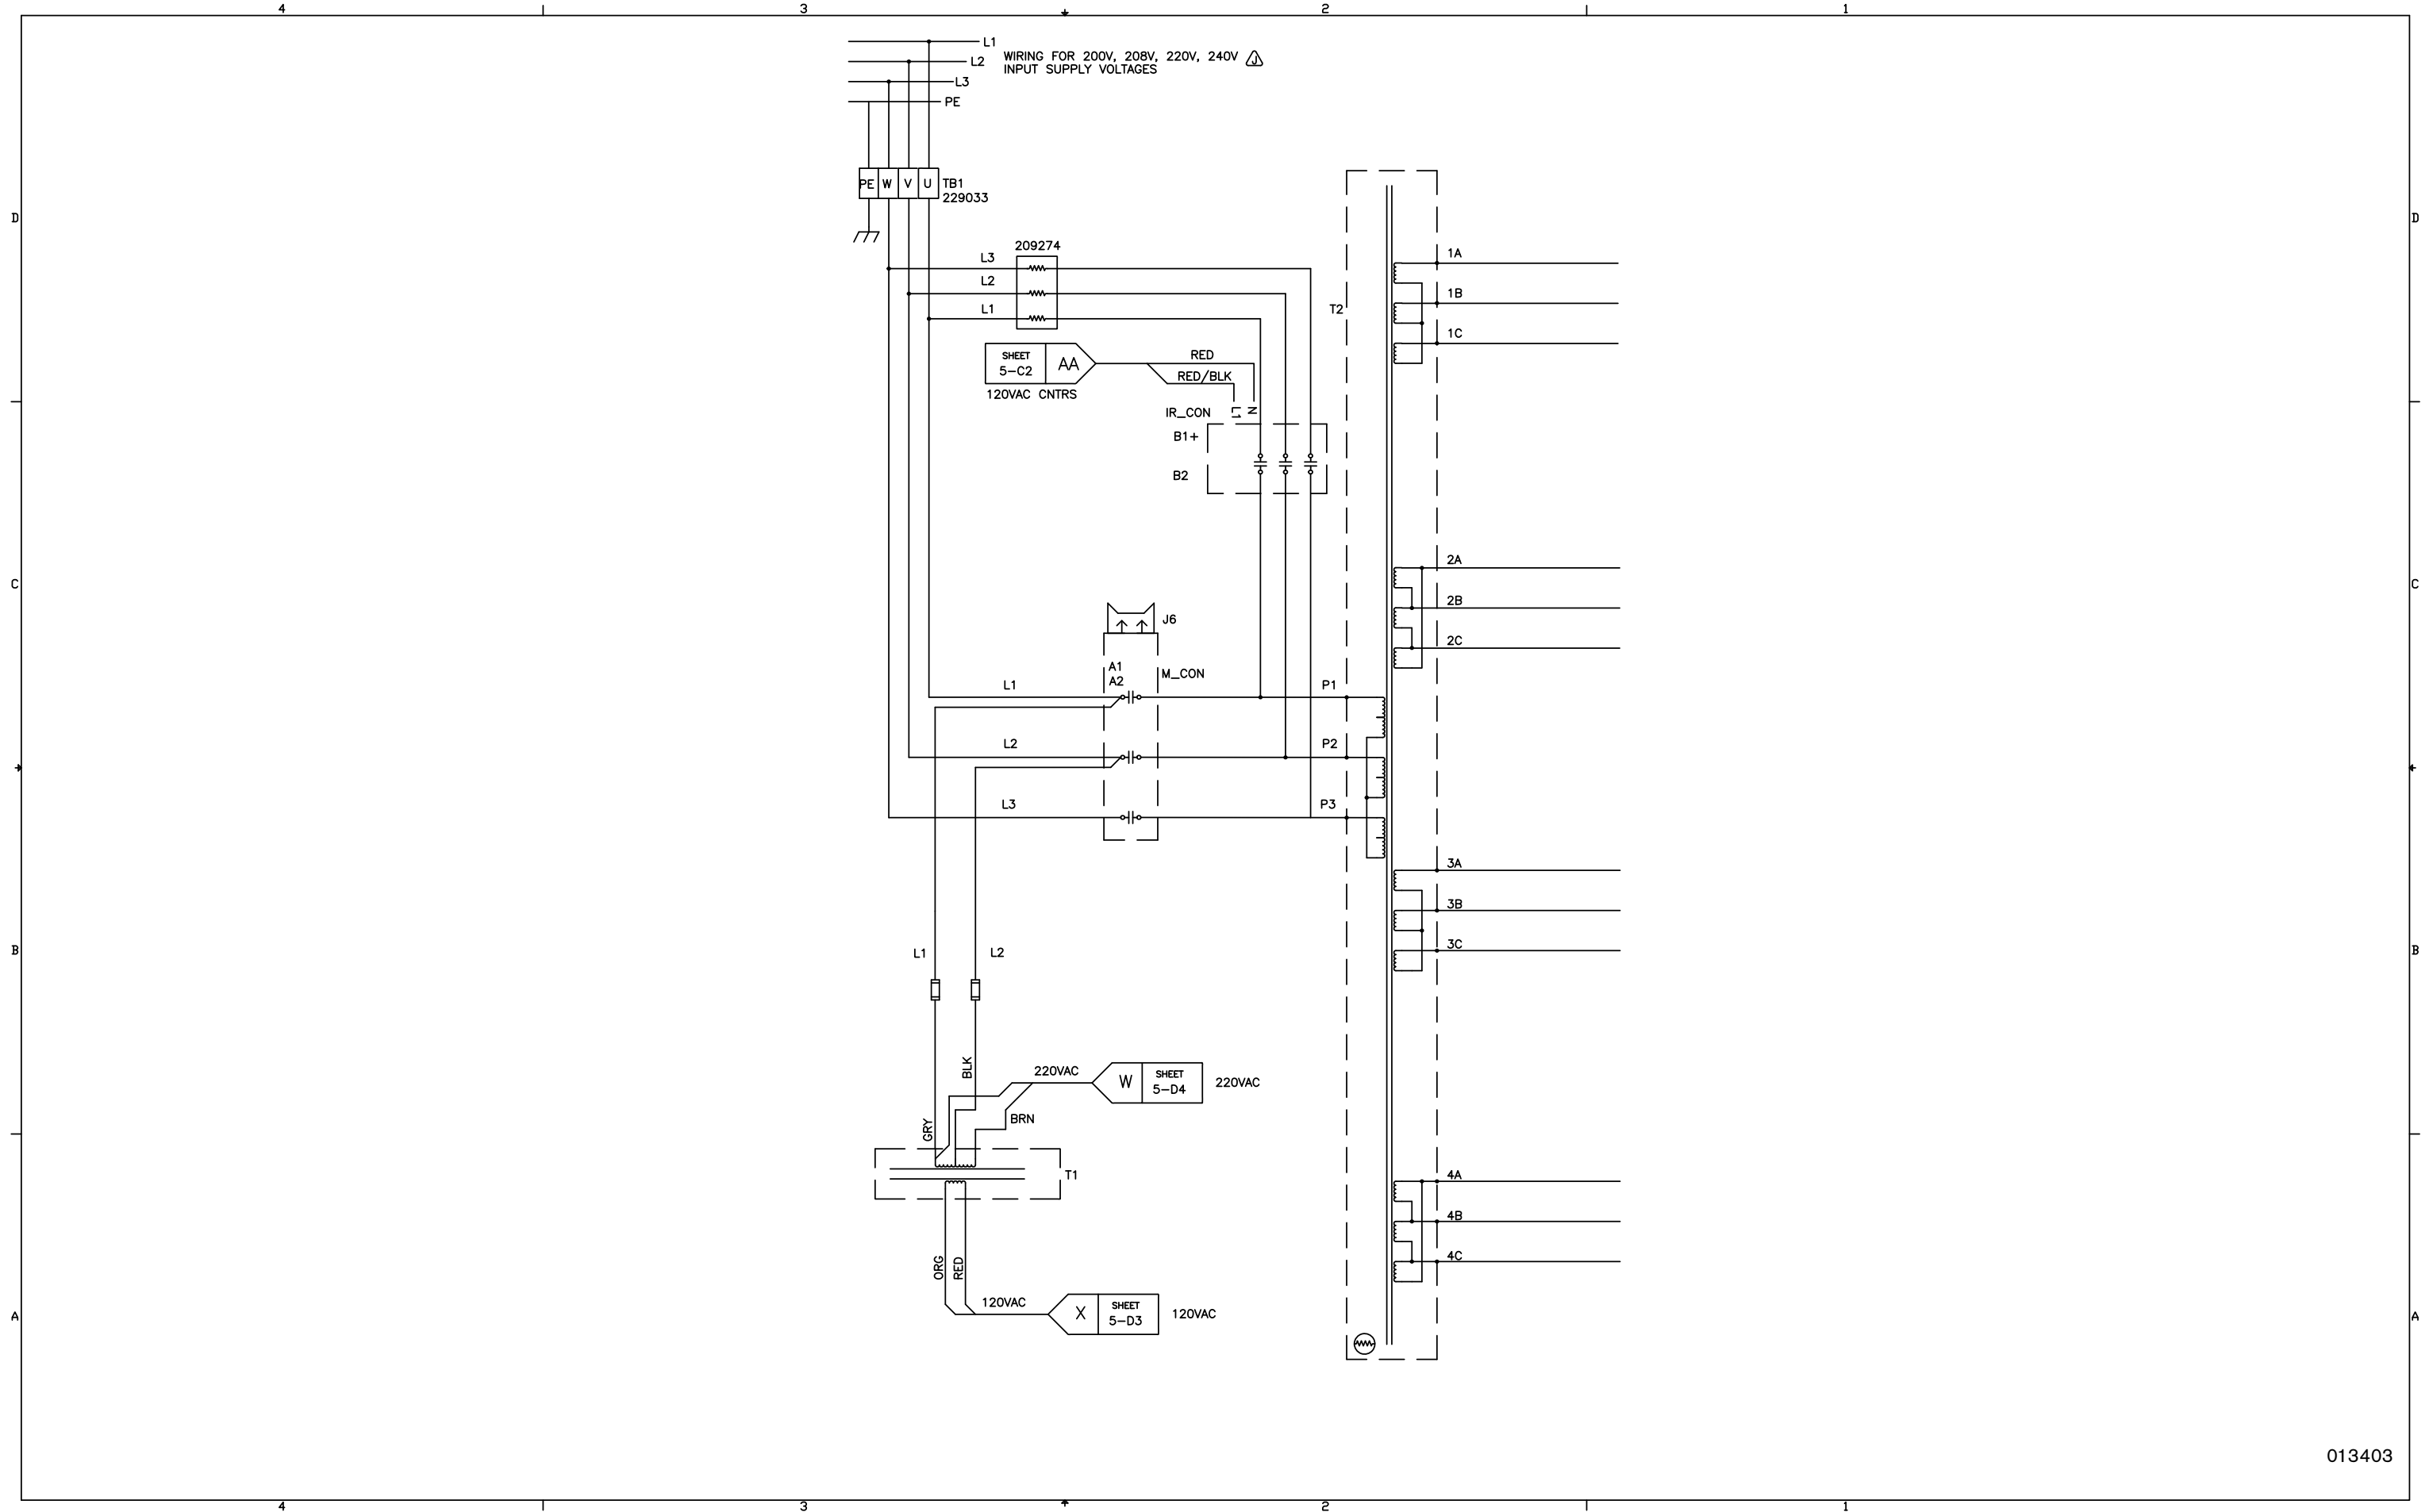 4 3 2 1
L1
L2
L3
PE
WIRING FOR 200V, 208V, 220V, 240V J
INPUT SUPPLY VOLTAGES
PE W V U
TB1
229033
D
D
209274
L3
L2
L1
T2
1A
1B
1C
SHEET
5-C2
AA
120VAC CNTRS
RED
RED/BLK
L1
N
IR_CON
B1+
B2
C
C
2A
2B
2C
J6
A1
A2
M_CON
L1
L2
L3
P1
P2
P3
3A
3B
3C
B
B
L1
L2
BLK
GRY
220VAC
BRN
W
SHEET
5-D4
220VAC
T1
4A
4B
4C
ORG
RED
120VAC
X
SHEET
5-D3
120VAC
A
A
013403
4 3 2 1